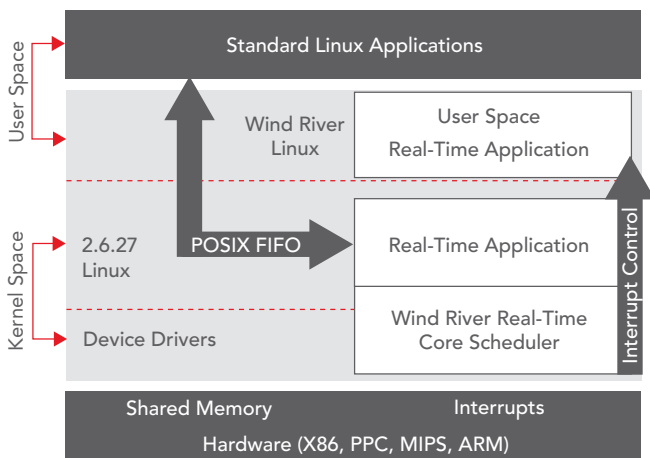 Standard Linux Applications
User Space
Wind River
Linux
User Space
Real-Time Application
Kernel Space
2.6.27
Linux
POSIX FIFO
Real-Time Application
Interrupt Control
Device Drivers
Wind River Real-Time
Core Scheduler
Shared Memory
Interrupts
Hardware (X86, PPC, MIPS, ARM)